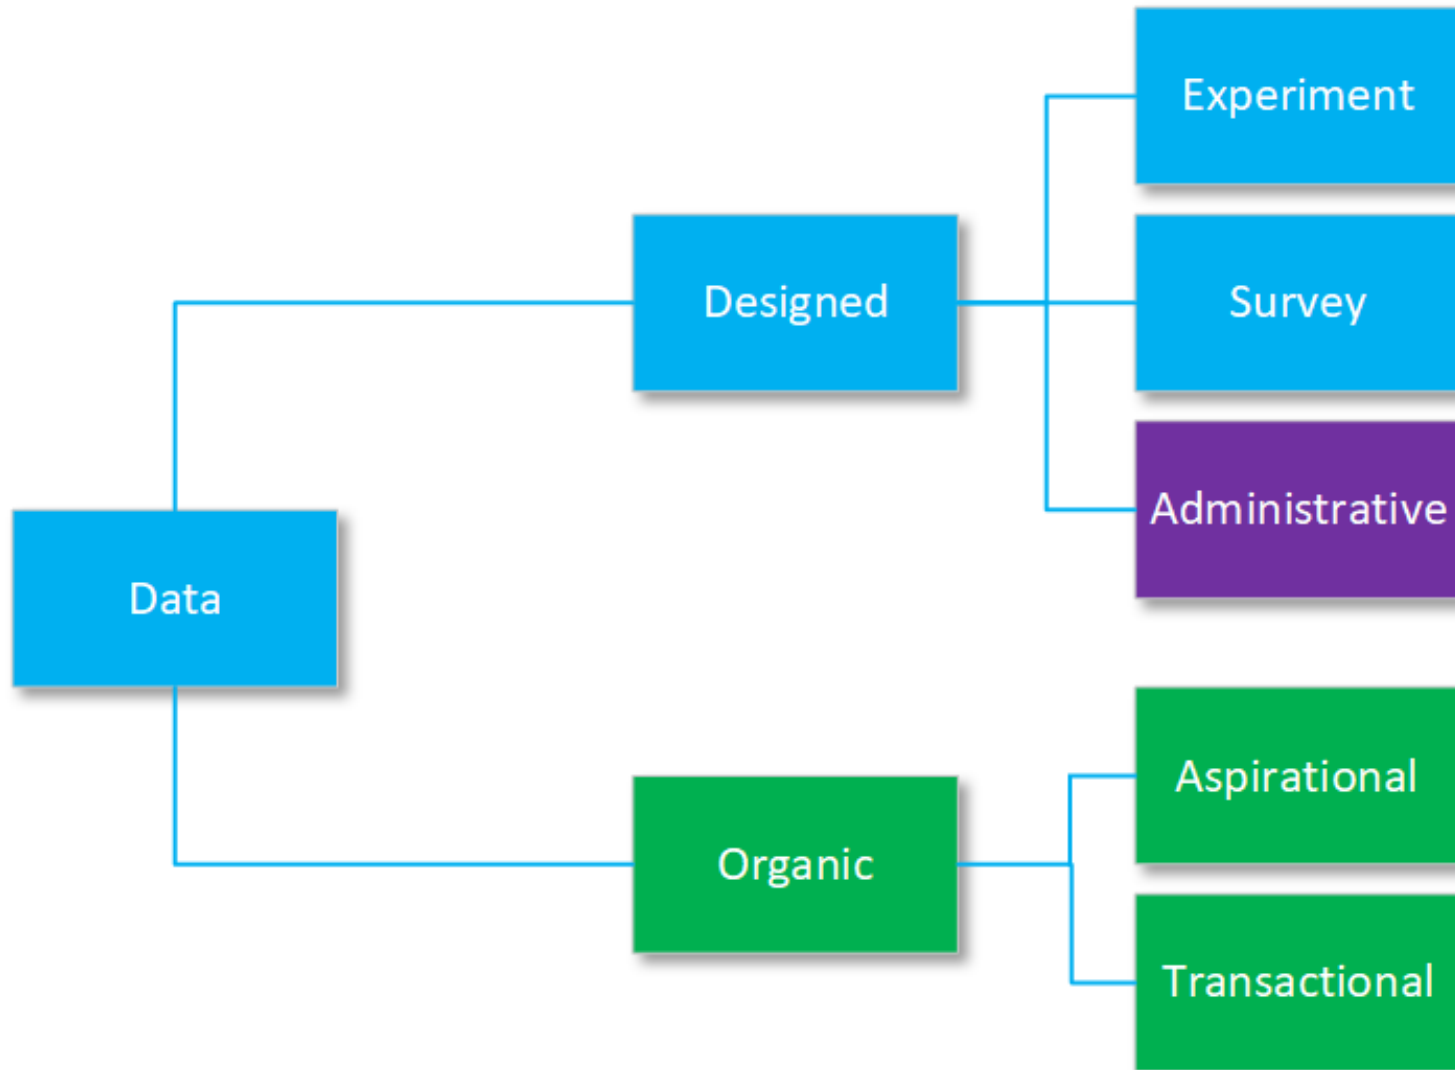 Experiment
Designed
Survey
Administrative
Data
Aspirational
Organic
Transactional